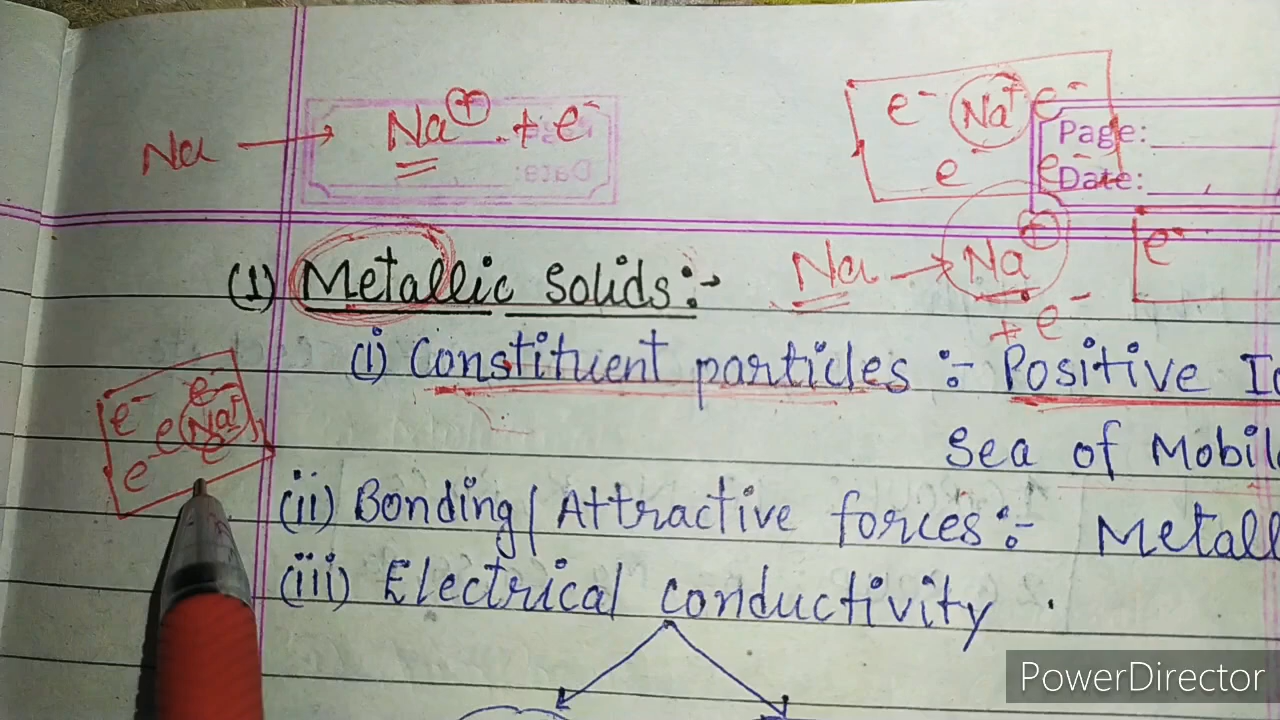 Na → Na⊕ + e⁻
e⁻ Na⁺ e⁻
e⁻ e⁻
Page:
Date:
(1) Metallic Solids :-
Na → Na⊕
+ e⁻
e⁻
(i) Constituent particles :- Positive I
Sea of Mobil
e⁻ e⁻
e Na⁺
e⁻ e
(ii) Bonding/Attractive forces :- Metall
(iii) Electrical conductivity .
PowerDirector